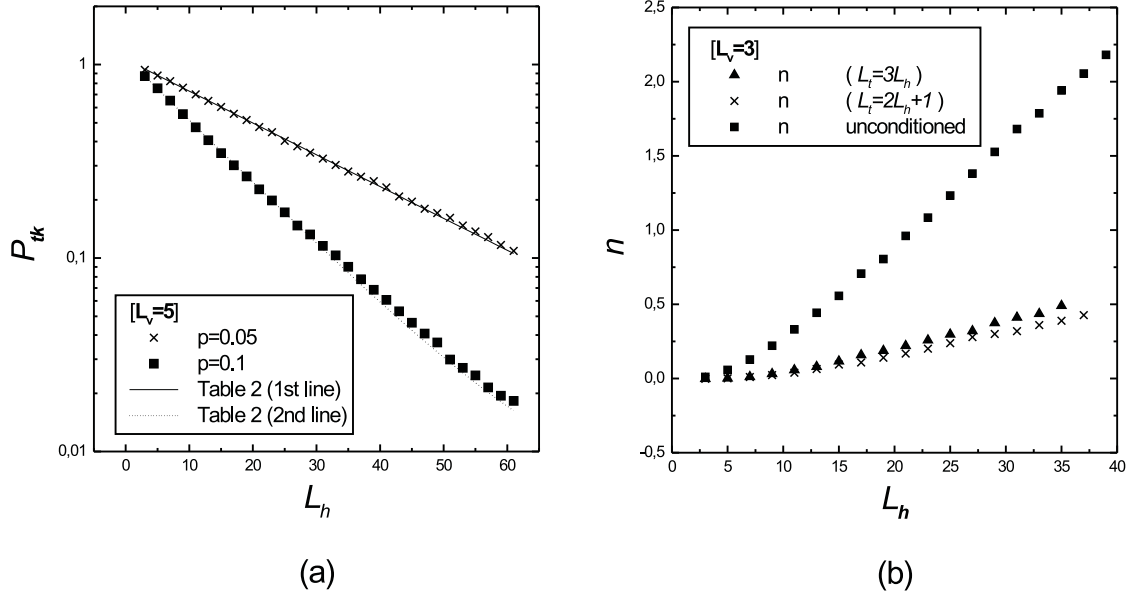 1
0,1
0,01
P_tk
[L_v=5]
p=0.05
p=0.1
Table 2 (1st line)
Table 2 (2nd line)
0 10 20 30 40 50 60
L_h
(a)
2,5
2,0
1,5
1,0
0,5
0,0
-0,5
n
[L_v=3]
n ( L_t=3L_h )
n ( L_t=2L_h+1 )
n unconditioned
0 5 10 15 20 25 30 35 40
L_h
(b)